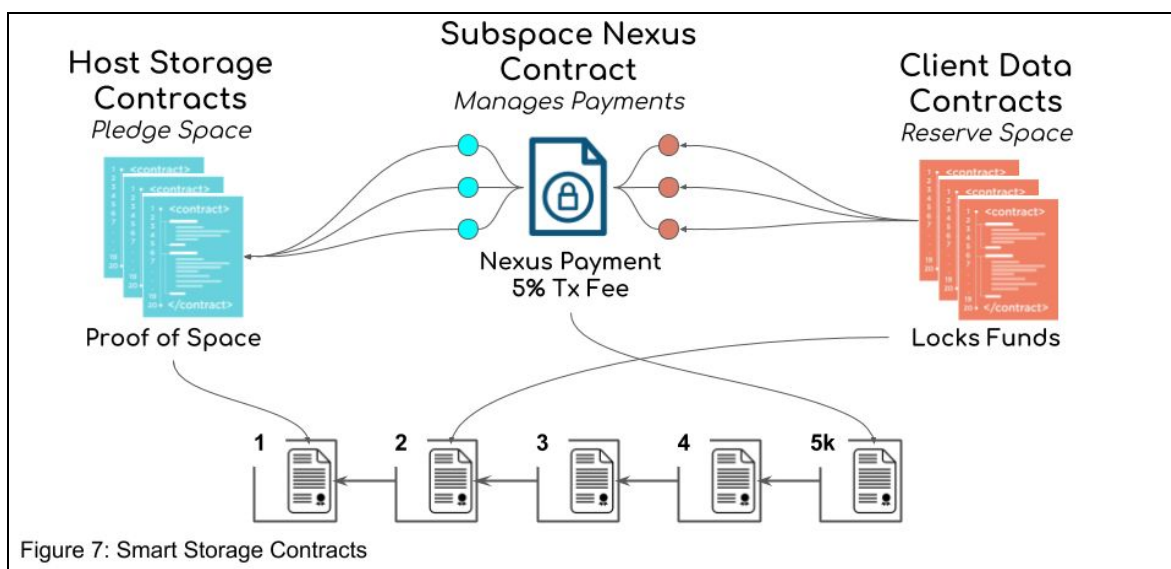 Host Storage
Contracts
Pledge Space
Subspace Nexus
Contract
Manages Payments
Client Data
Contracts
Reserve Space
<contract>
<contract>
<contract>
</contract>
<contract>
<contract>
<contract>
</contract>
Nexus Payment
5% Tx Fee
Proof of Space
Locks Funds
1
2
3
4
5k
Figure 7: Smart Storage Contracts